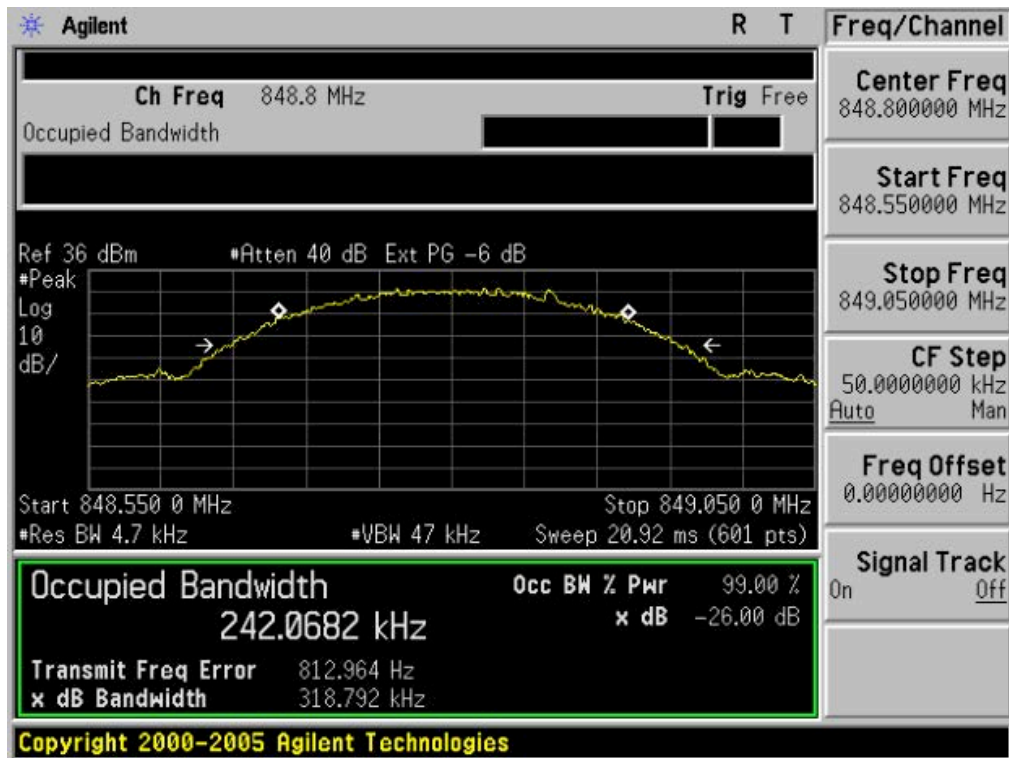 Agilent R T
Freq/Channel
Ch Freq 848.8 MHz Trig Free
Occupied Bandwidth
Center Freq
848.800000 MHz
Start Freq
848.550000 MHz
Stop Freq
849.050000 MHz
CF Step
50.0000000 kHz
Auto Man
Freq Offset
0.00000000 Hz
Signal Track
On Off
Ref 36 dBm #Atten 40 dB Ext PG -6 dB
#Peak
Log
10
dB/
Start 848.550 0 MHz Stop 849.050 0 MHz
#Res BW 4.7 kHz #VBW 47 kHz Sweep 20.92 ms (601 pts)
Occupied Bandwidth Occ BW % Pwr 99.00 %
242.0682 kHz x dB -26.00 dB
Transmit Freq Error 812.964 Hz
x dB Bandwidth 318.792 kHz
Copyright 2000-2005 Agilent Technologies